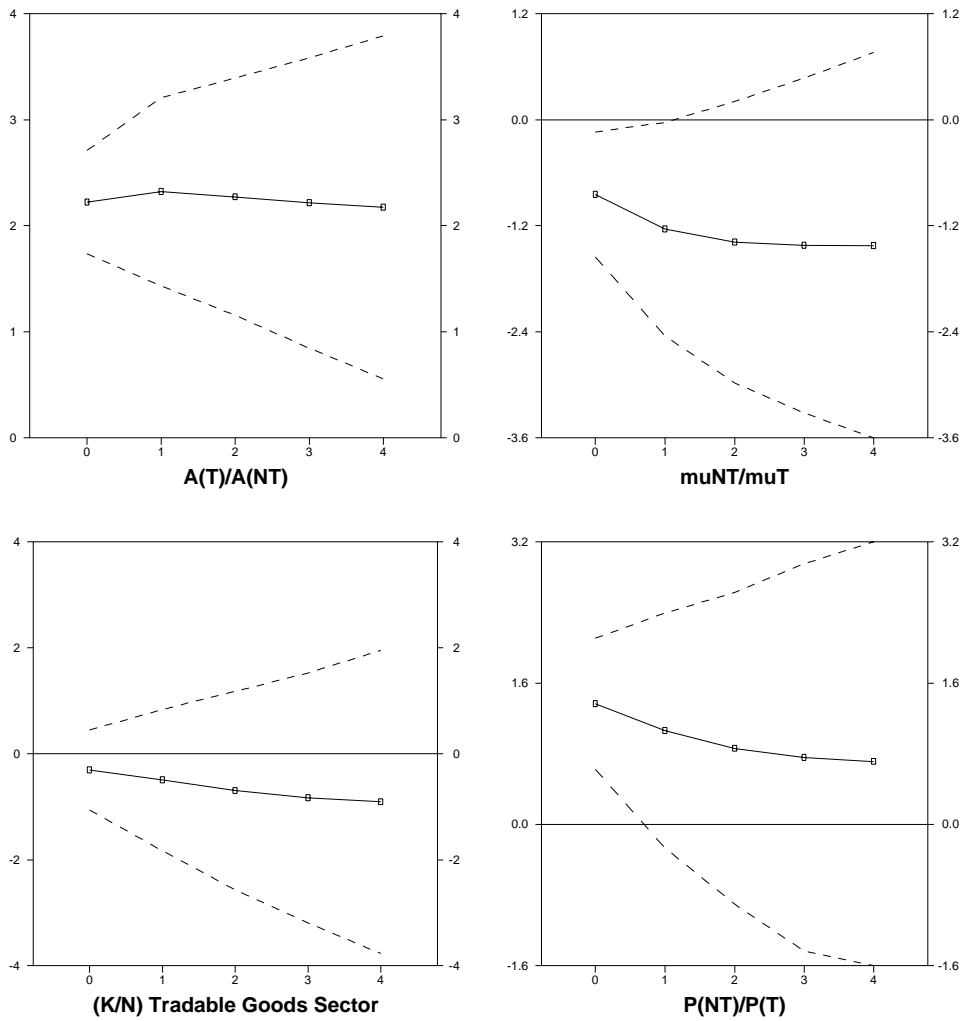 4 4
3 3
2 2
1 1
0 0
0 1 2 3 4
A(T)/A(NT)
1.2 1.2
0.0 0.0
-1.2 -1.2
-2.4 -2.4
-3.6 -3.6
0 1 2 3 4
muNT/muT
4 4
2 2
0 0
-2 -2
-4 -4
0 1 2 3 4
(K/N) Tradable Goods Sector
3.2 3.2
1.6 1.6
0.0 0.0
-1.6 -1.6
0 1 2 3 4
P(NT)/P(T)